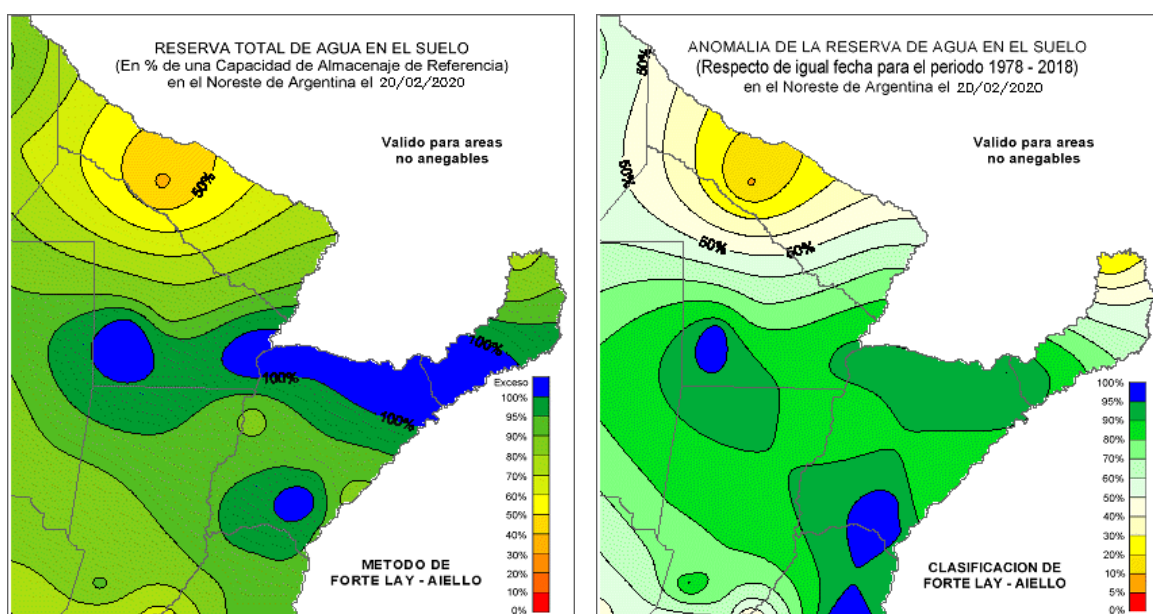 RESERVA TOTAL DE AGUA EN EL SUELO
(En % de una Capacidad de Almacenaje de Referencia)
en el Noreste de Argentina el 20/02/2020
Valido para areas
no anegables
50%
100%
100%
100%
Exceso
100%
95%
90%
80%
70%
60%
50%
40%
30%
20%
10%
0%
METODO DE
FORTE LAY - AIELLO
ANOMALIA DE LA RESERVA DE AGUA EN EL SUELO
(Respecto de igual fecha para el periodo 1978 - 2018)
en el Noreste de Argentina el 20/02/2020
Valido para areas
no anegables
50%
50%
50%
100%
95%
90%
80%
70%
60%
50%
40%
30%
20%
10%
5%
0%
CLASIFICACION DE
FORTE LAY - AIELLO